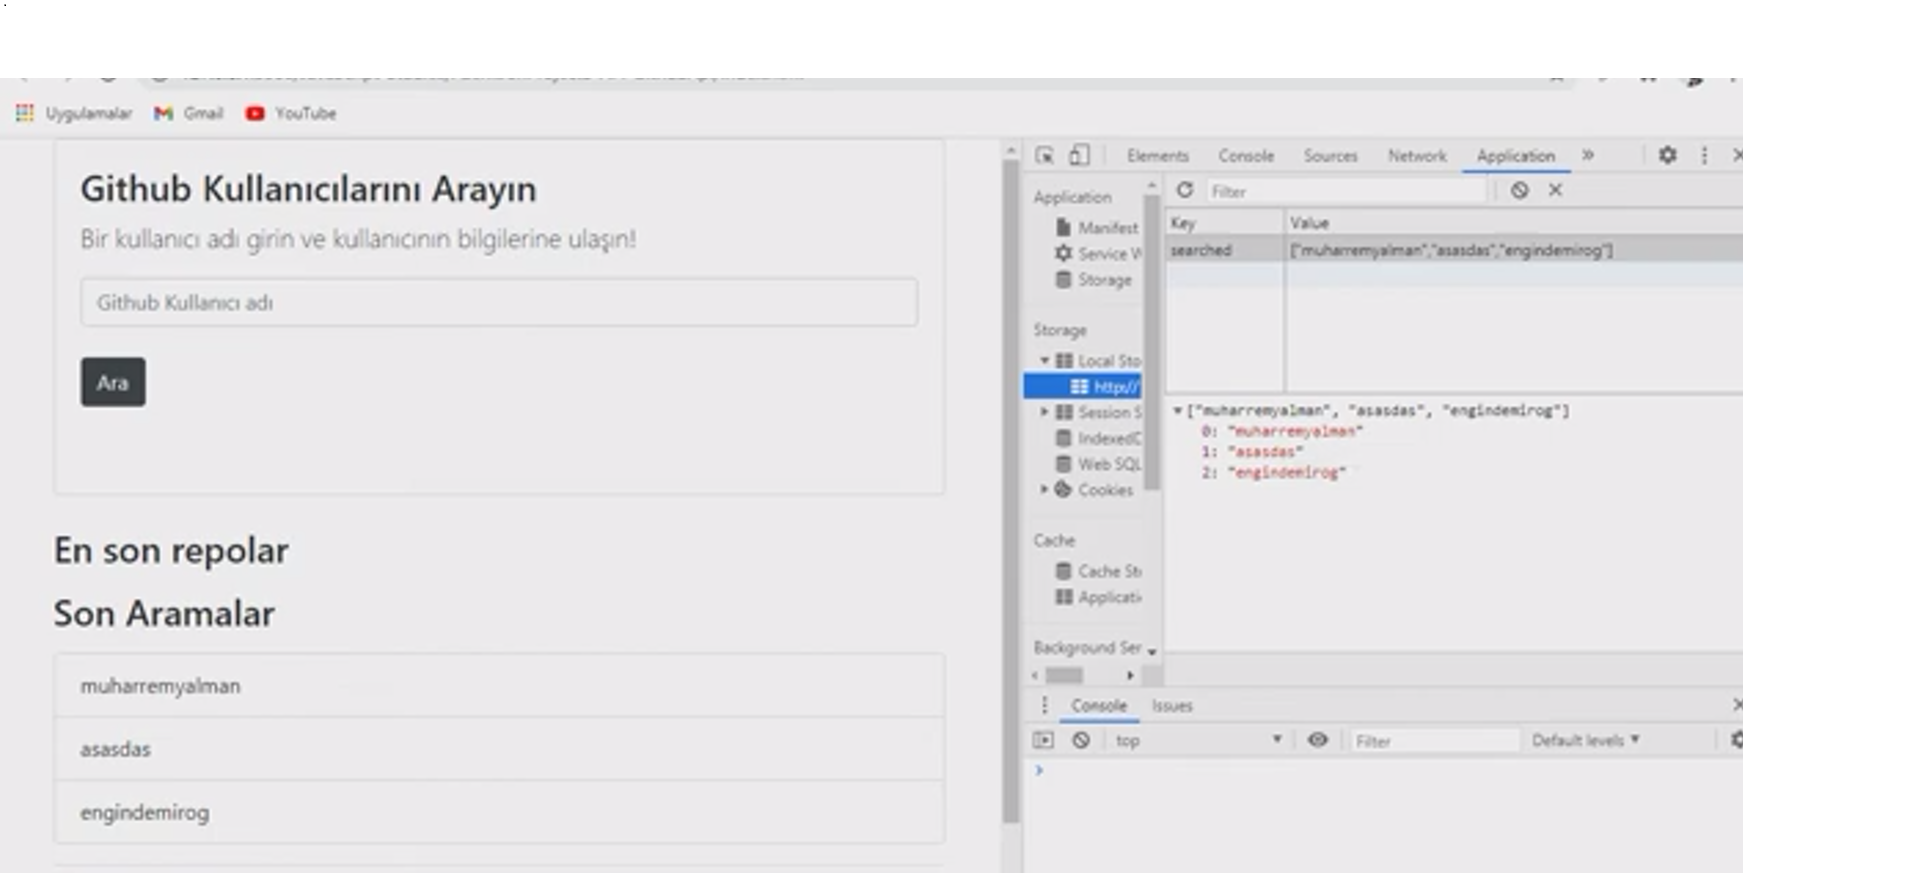 Uygulamalar Gmail YouTube
Github Kullanıcılarını Arayın
Bir kullanıcı adı girin ve kullanıcının bilgilerine ulaşın!
Github Kullanıcı adı
Ara
En son repolar
Son Aramalar
muharremyalman
asasdas
engindemirog
Elements Console Sources Network Application »
Application
Manifest
Service W
Storage
Storage
Local Sto
http://
Session S
IndexedC
Web SQL
Cookies
Cache
Cache Sto
Applicati
Background Ser
Filter
Key Value
searched ["muharremyalman","asasdas","engindemirog"]
["muharremyalman", "asasdas", "engindemirog"]
0: "muharremyalman"
1: "asasdas"
2: "engindemirog"
Console Issues
top Filter Default levels